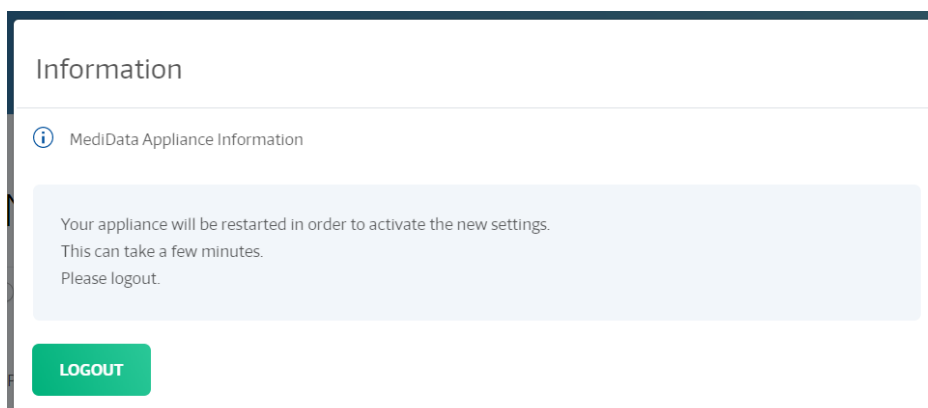 Information
MediData Appliance Information
Your appliance will be restarted in order to activate the new settings.
This can take a few minutes.
Please logout.
LOGOUT